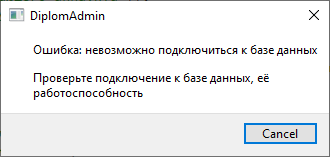 DiplomAdmin
Ошибка: невозможно подключиться к базе данных
Проверьте подключение к базе данных, её
работоспособность
Cancel